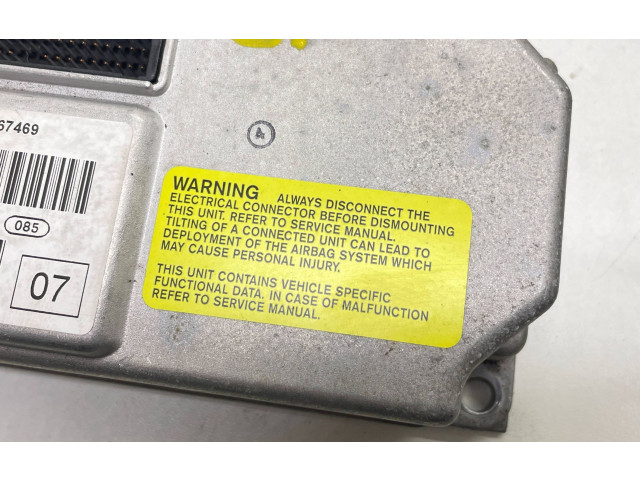 67469
085
07
4
WARNING ALWAYS DISCONNECT THE
ELECTRICAL CONNECTOR BEFORE DISMOUNTING
THIS UNIT. REFER TO SERVICE MANUAL.
TILTING OF A CONNECTED UNIT CAN LEAD TO
DEPLOYMENT OF THE AIRBAG SYSTEM WHICH
MAY CAUSE PERSONAL INJURY.
THIS UNIT CONTAINS VEHICLE SPECIFIC
FUNCTIONAL DATA. IN CASE OF MALFUNCTION
REFER TO SERVICE MANUAL.